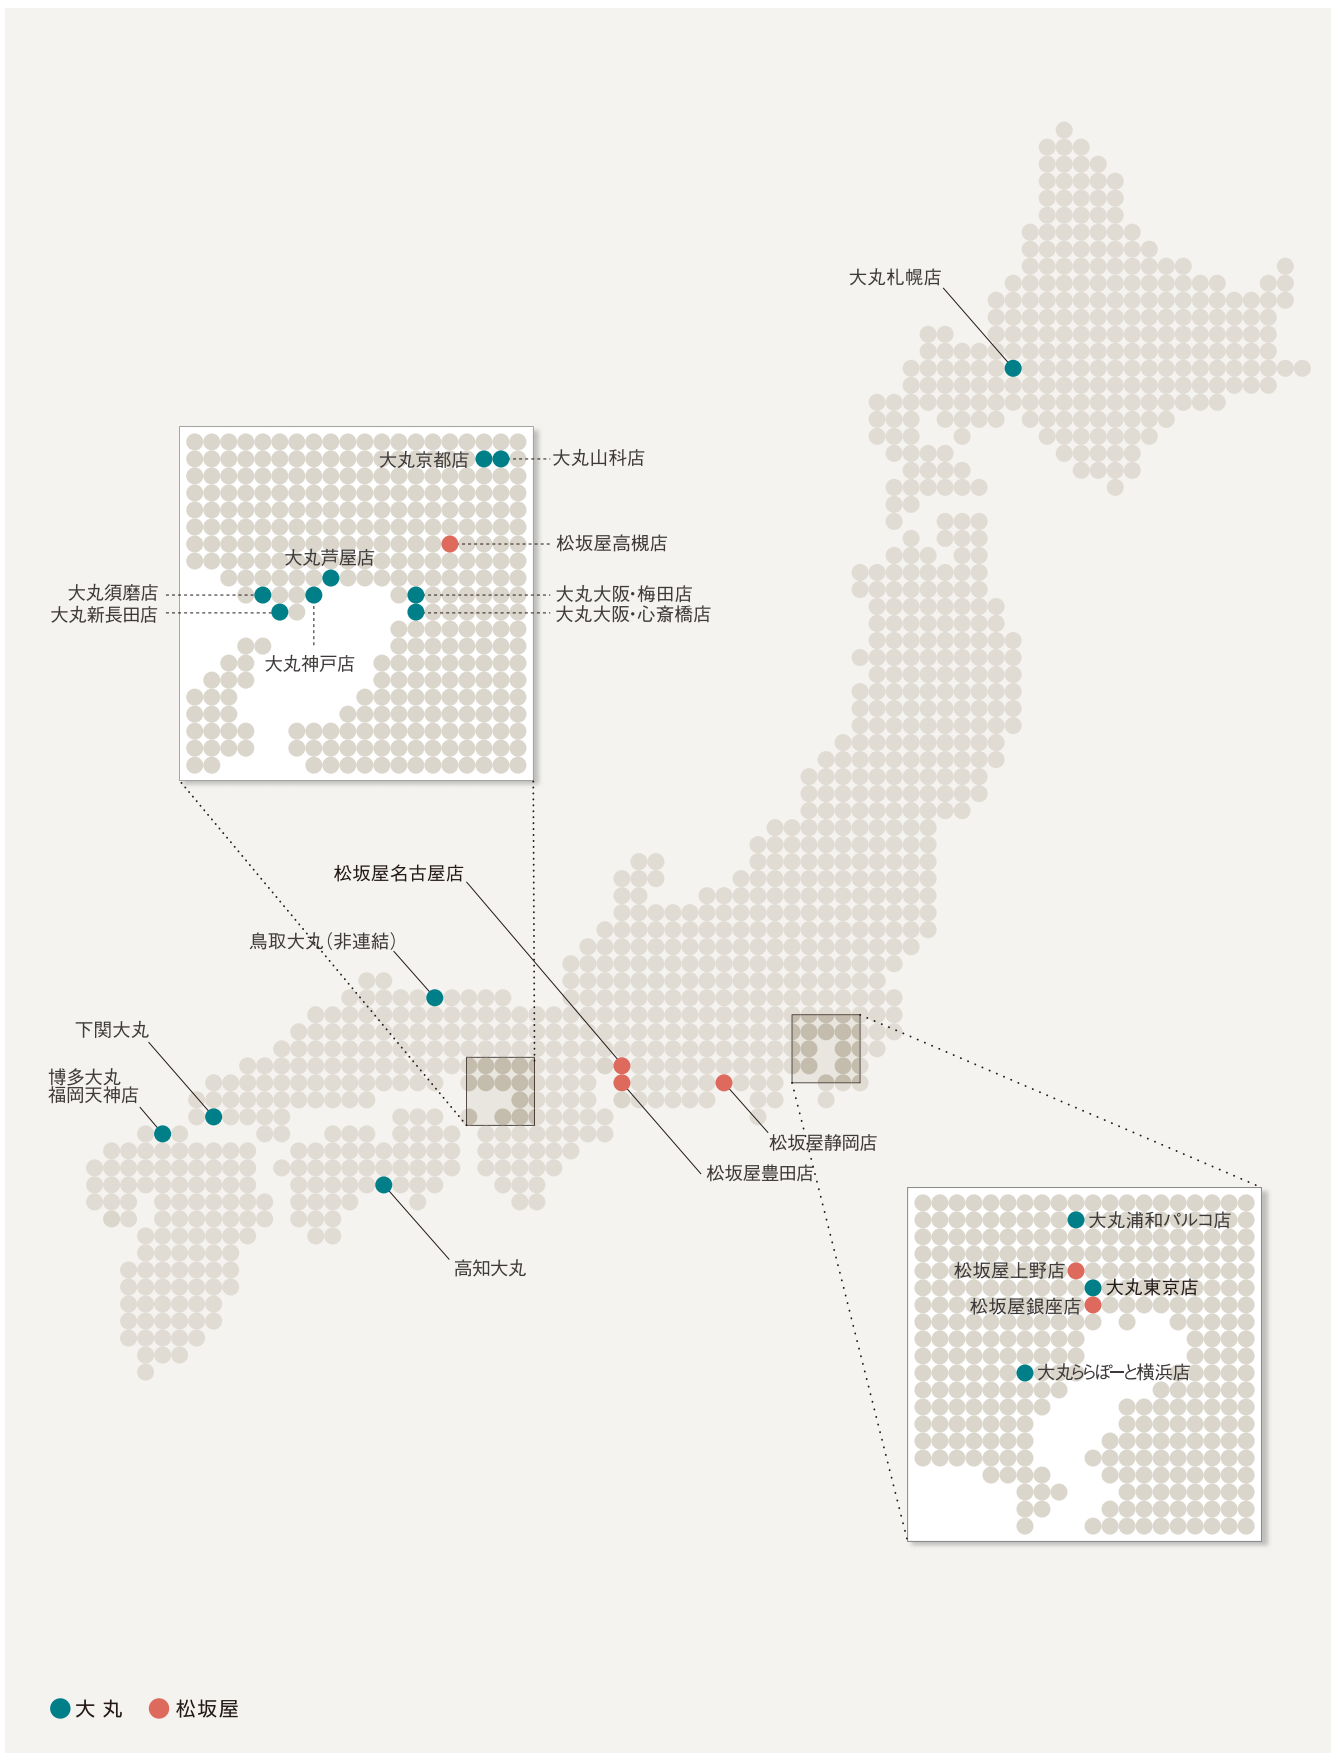 大丸札幌店
大丸京都店
大丸山科店
松坂屋高槻店
大丸芦屋店
大丸須磨店
大丸新長田店
大丸大阪・梅田店
大丸大阪・心斎橋店
大丸神戸店
松坂屋名古屋店
鳥取大丸（非連結）
下関大丸
博多大丸
福岡天神店
松坂屋静岡店
松坂屋豊田店
高知大丸
大丸浦和パルコ店
松坂屋上野店
大丸東京店
松坂屋銀座店
大丸ららぽーと横浜店
大 丸
松坂屋